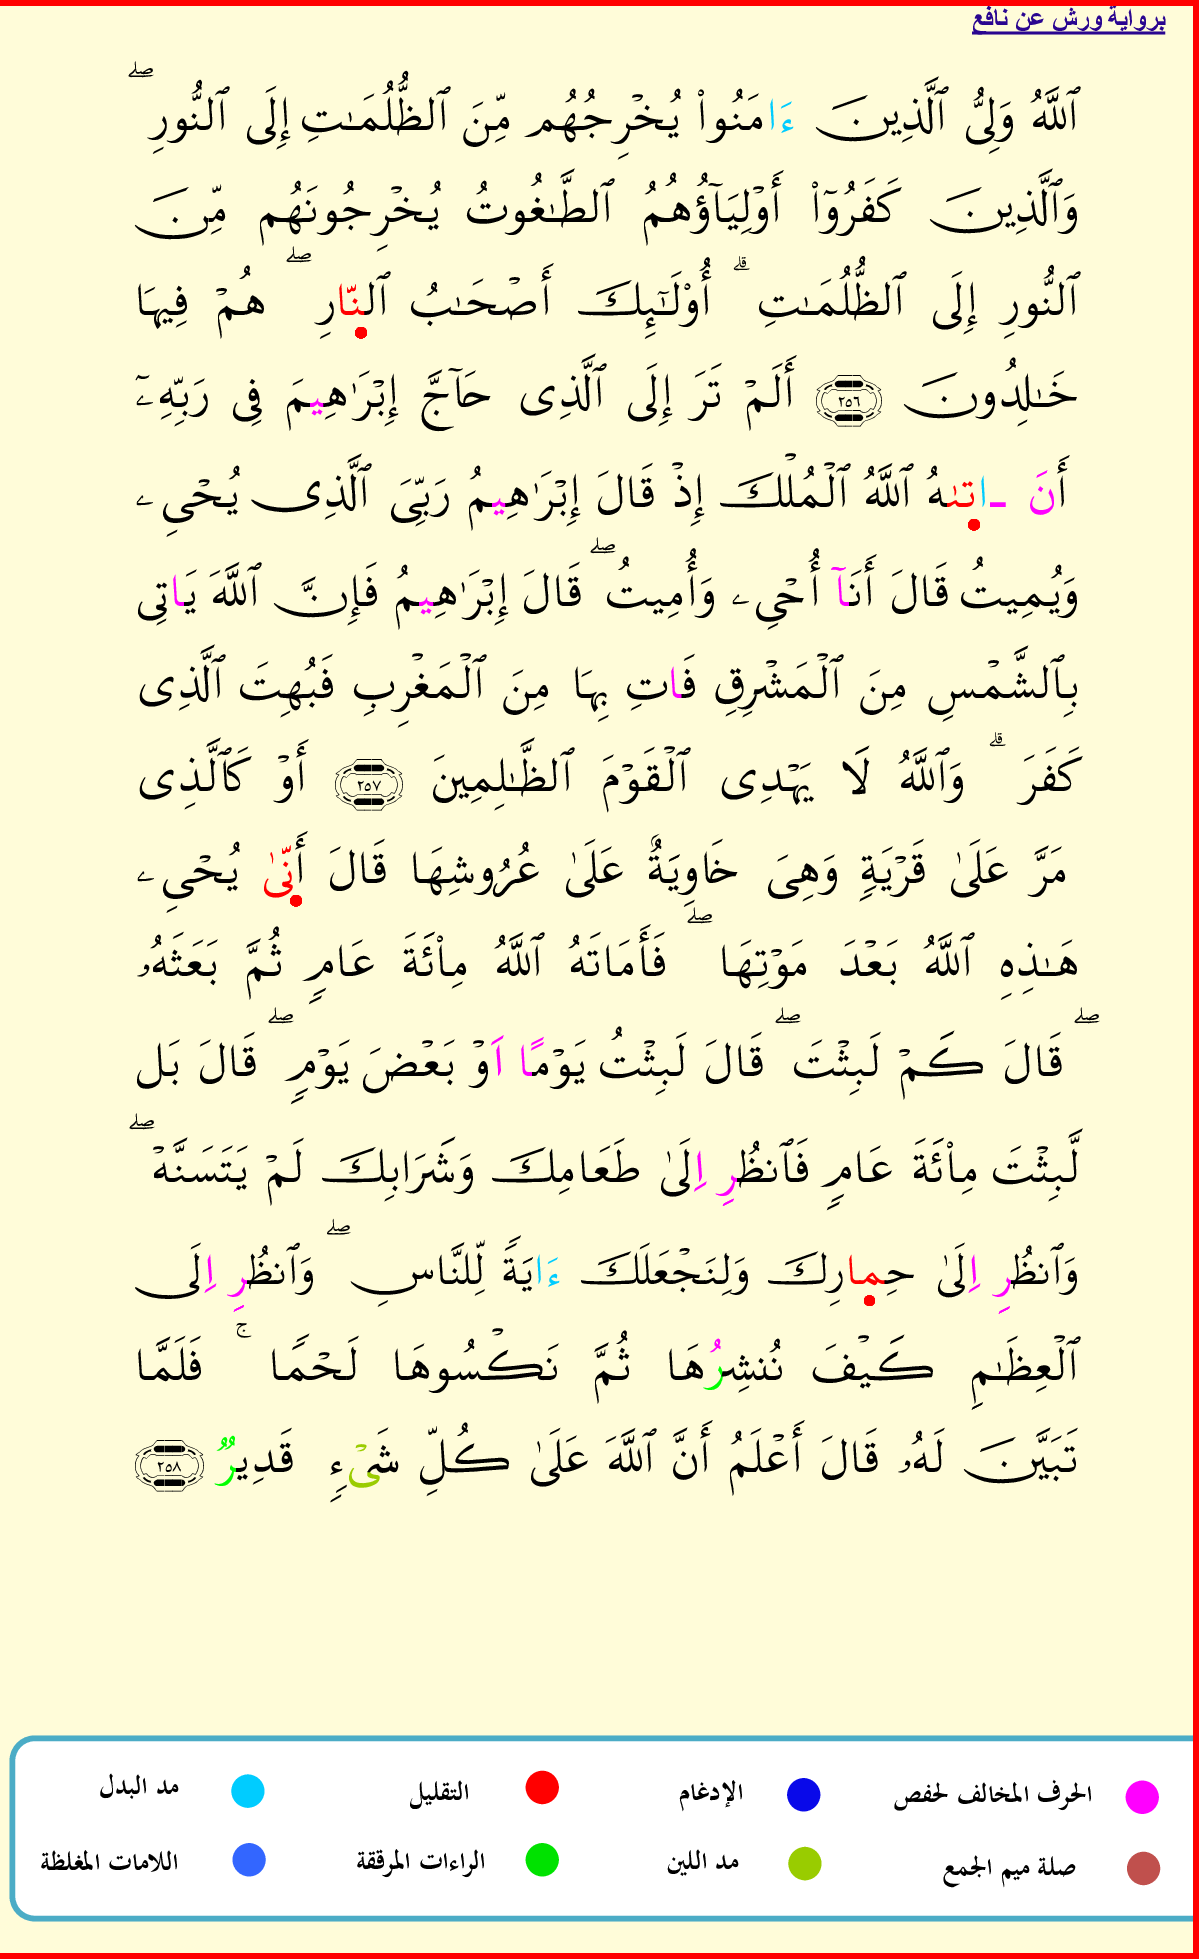 برواية ورش عن نافع
ٱللَّهُ وَلِيُّ ٱلَّذِينَ ءَامَنُوا۟ يُخْرِجُهُم مِّنَ ٱلظُّلُمَٰتِ إِلَى ٱلنُّورِ ۖ
وَٱلَّذِينَ كَفَرُوٓا۟ أَوْلِيَآؤُهُمُ ٱلطَّٰغُوتُ يُخْرِجُونَهُم مِّنَ
ٱلنُّورِ إِلَى ٱلظُّلُمَٰتِ ۗ أُو۟لَٰٓئِكَ أَصْحَٰبُ ٱلنّ۪ارِ ۖ هُمْ فِيهَا
خَٰلِدُونَ ٢٥٦ أَلَمْ تَرَ إِلَى ٱلَّذِى حَآجَّ إِبْرَٰهِيمَ فِى رَبِّهِۦٓ
أَنَ ـات۪ىٰهُ ٱللَّهُ ٱلْمُلْكَ إِذْ قَالَ إِبْرَٰهِيمُ رَبِّىَ ٱلَّذِى يُحْىِۦ
وَيُمِيتُ قَالَ أَنَآ أُحْىِۦ وَأُمِيتُ ۖ قَالَ إِبْرَٰهِيمُ فَإِنَّ ٱللَّهَ يَاتِى
بِٱلشَّمْسِ مِنَ ٱلْمَشْرِقِ فَاتِ بِهَا مِنَ ٱلْمَغْرِبِ فَبُهِتَ ٱلَّذِى
كَفَرَ ۗ وَٱللَّهُ لَا يَهْدِى ٱلْقَوْمَ ٱلظَّٰلِمِينَ ٢٥٧ أَوْ كَٱلَّذِى
مَرَّ عَلَىٰ قَرْيَةٍ وَهِىَ خَاوِيَةٌ عَلَىٰ عُرُوشِهَا قَالَ أَنّ۪ىٰ يُحْىِۦ
هَٰذِهِ ٱللَّهُ بَعْدَ مَوْتِهَا ۖ فَأَمَاتَهُ ٱللَّهُ مِا۟ئَةَ عَامٍ ثُمَّ بَعَثَهُۥ
ۖ قَالَ كَمْ لَبِثْتَ ۖ قَالَ لَبِثْتُ يَوْمًا اَوْ بَعْضَ يَوْمٍ ۖ قَالَ بَل
لَّبِثْتَ مِا۟ئَةَ عَامٍ فَٱنظُرِ اِلَىٰ طَعَامِكَ وَشَرَابِكَ لَمْ يَتَسَنَّهْ ۖ
وَٱنظُرِ اِلَىٰ حِم۪ارِكَ وَلِنَجْعَلَكَ ءَايَةً لِّلنَّاسِ ۖ وَٱنظُرِ اِلَى
ٱلْعِظَٰمِ كَيْفَ نُنشِرُهَا ثُمَّ نَكْسُوهَا لَحْمًا ۚ فَلَمَّا
تَبَيَّنَ لَهُۥ قَالَ أَعْلَمُ أَنَّ ٱللَّهَ عَلَىٰ كُلِّ شَىْءٍ قَدِيرٌ ٢٥٨
الحرف المخالف لحفص الإدغام التقليل مد البدل
صلة ميم الجمع مد اللين الراءات المرققة اللامات المغلظة